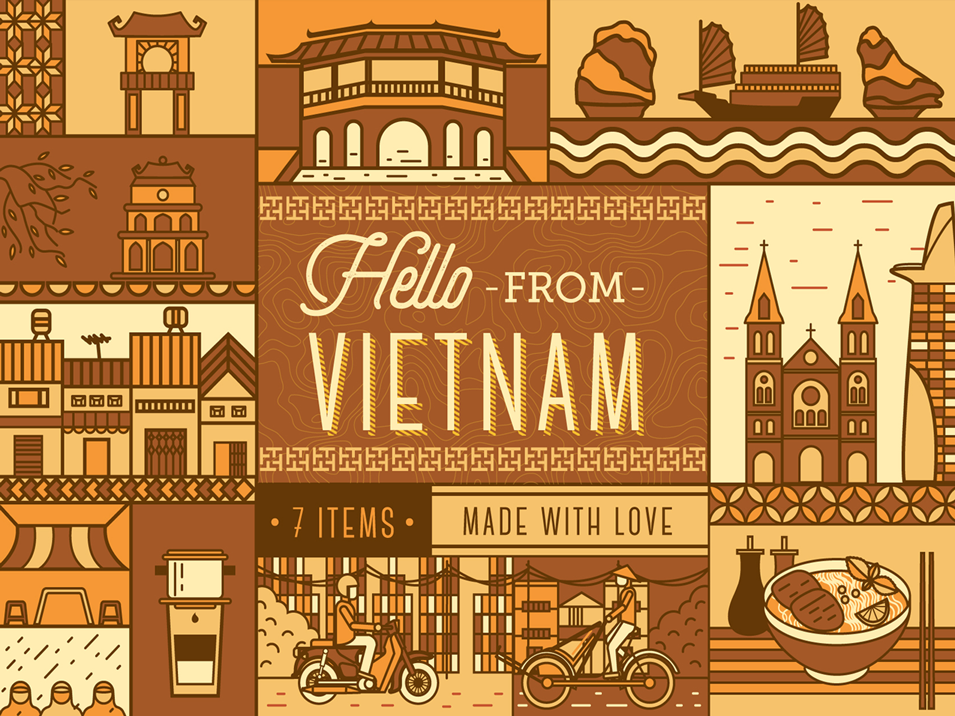 Hello -FROM-
VIETNAM
• 7 ITEMS •
MADE WITH LOVE